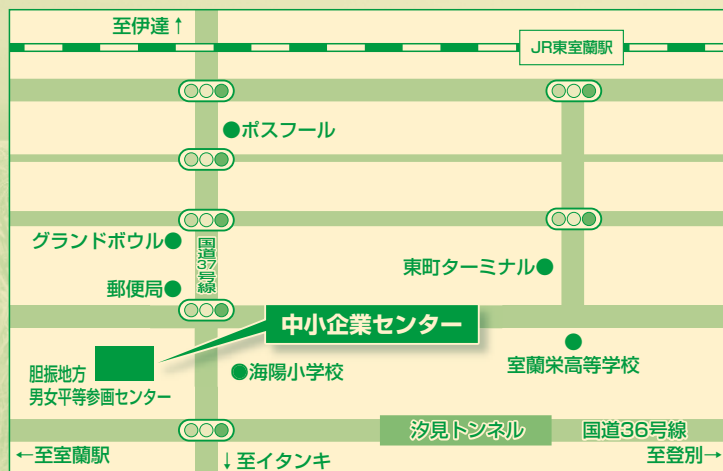 至伊達↑
JR東室蘭駅
ポスフール
グランドボウル
国道37号線
東町ターミナル
郵便局
中小企業センター
室蘭栄高等学校
海陽小学校
胆振地方
男女平等参画センター
汐見トンネル
国道36号線
←至室蘭駅
↓至イタンキ
至登別→